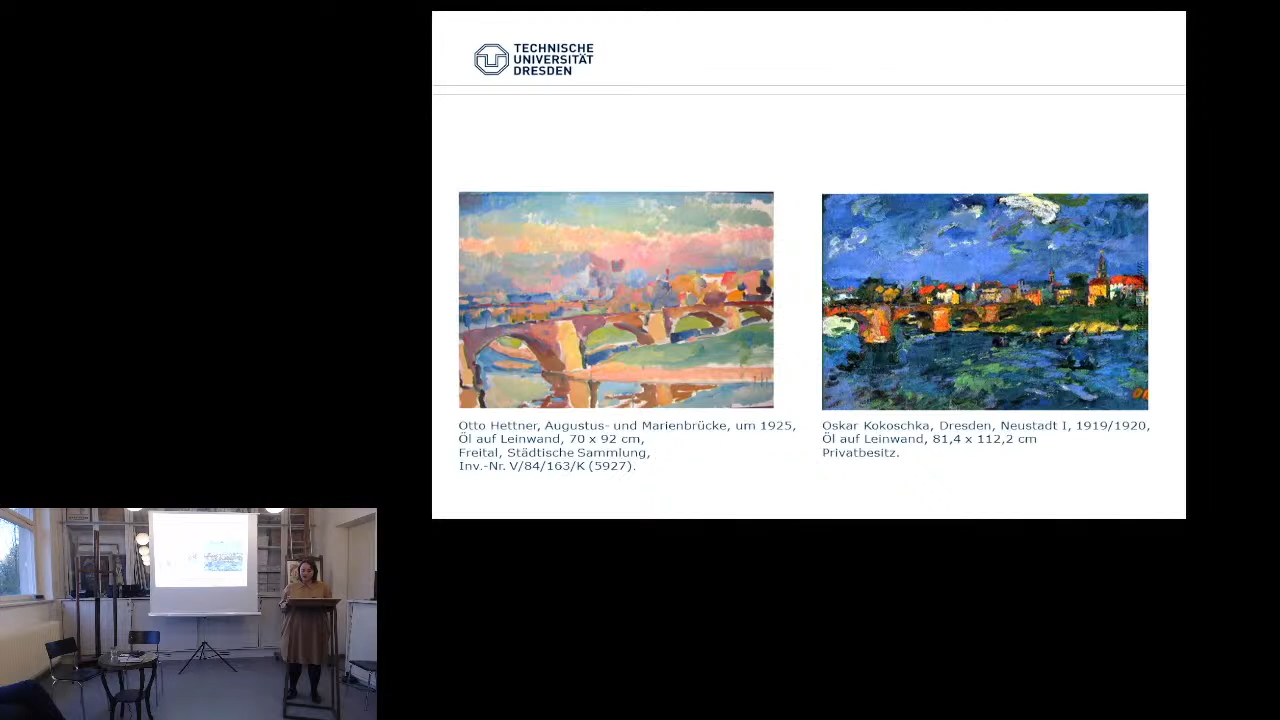 TECHNISCHE
UNIVERSITÄT
DRESDEN
Otto Hettner, Augustus- und Marienbrücke, um 1925,
Öl auf Leinwand, 70 x 92 cm,
Freital, Städtische Sammlung,
Inv.-Nr. V/84/163/K (5927).
Oskar Kokoschka, Dresden, Neustadt I, 1919/1920,
Öl auf Leinwand, 81,4 x 112,2 cm
Privatbesitz.